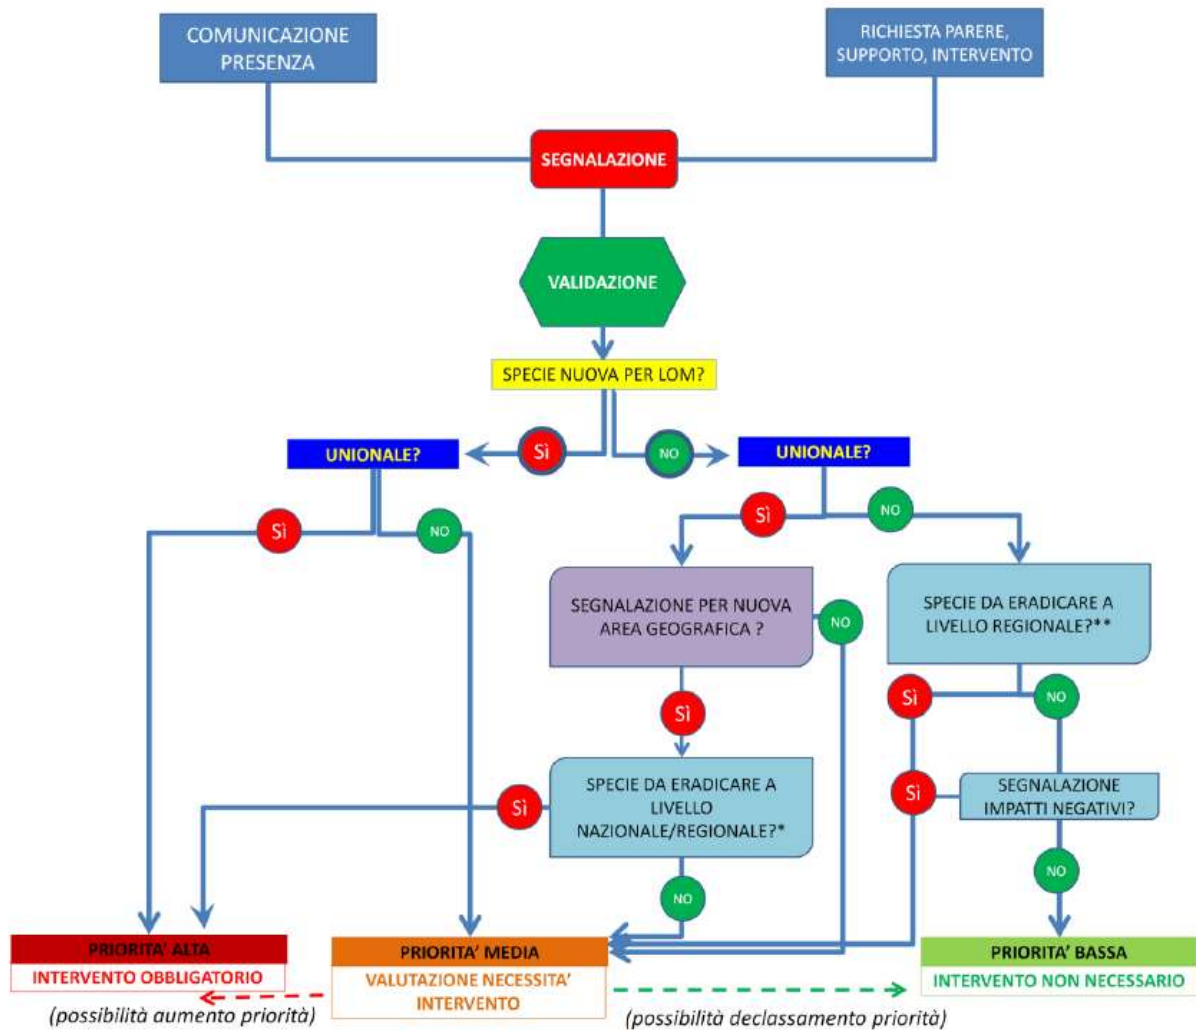 COMUNICAZIONE
PRESENZA
RICHIESTA PARERE,
SUPPORTO, INTERVENTO
SEGNALAZIONE
VALIDAZIONE
SPECIE NUOVA PER LOM?
UNIONALE?
Sì
NO
UNIONALE?
Sì
NO
Sì
NO
SEGNALAZIONE PER NUOVA
AREA GEOGRAFICA ?
NO
SPECIE DA ERADICARE A
LIVELLO REGIONALE?**
Sì
Sì
NO
SPECIE DA ERADICARE A
LIVELLO
NAZIONALE/REGIONALE?*
Sì
Sì
SEGNALAZIONE
IMPATTI NEGATIVI?
NO
NO
PRIORITA' ALTA
INTERVENTO OBBLIGATORIO
PRIORITA' MEDIA
VALUTAZIONE NECESSITA'
INTERVENTO
PRIORITA' BASSA
INTERVENTO NON NECESSARIO
(possibilità aumento priorità)
(possibilità declassamento priorità)